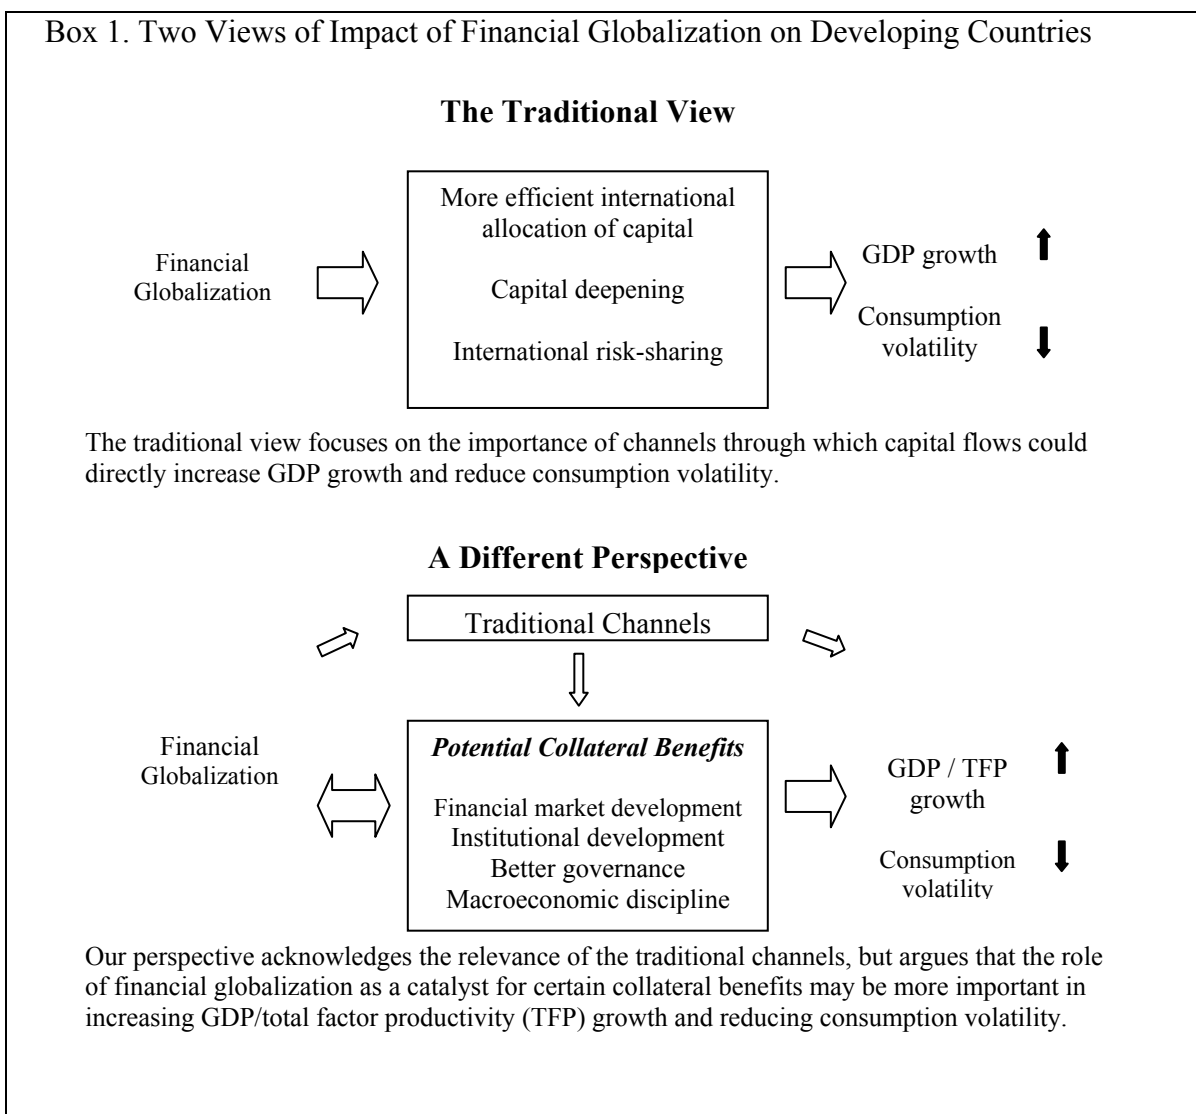 Box 1. Two Views of Impact of Financial Globalization on Developing Countries
The Traditional View
Financial
Globalization
More efficient international
allocation of capital
Capital deepening
International risk-sharing
GDP growth
Consumption
volatility
The traditional view focuses on the importance of channels through which capital flows could
directly increase GDP growth and reduce consumption volatility.
A Different Perspective
Traditional Channels
Financial
Globalization
Potential Collateral Benefits
Financial market development
Institutional development
Better governance
Macroeconomic discipline
GDP / TFP
growth
Consumption
volatility
Our perspective acknowledges the relevance of the traditional channels, but argues that the role
of financial globalization as a catalyst for certain collateral benefits may be more important in
increasing GDP/total factor productivity (TFP) growth and reducing consumption volatility.